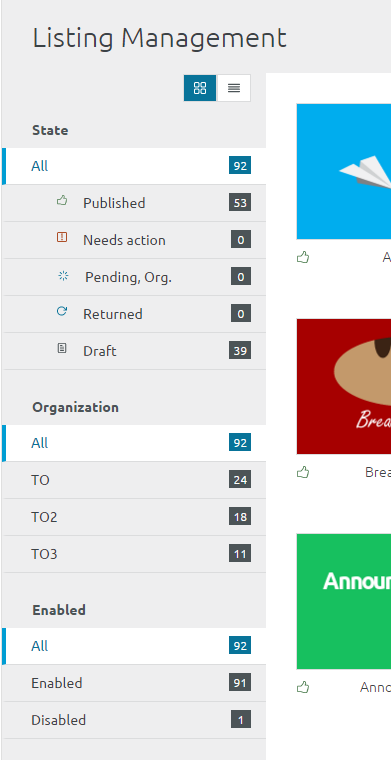 Listing Management
State
All 92
Published 53
Needs action 0
Pending, Org. 0
Returned 0
Draft 39
Organization
All 92
TO 24
TO2 18
TO3 11
Enabled
All 92
Enabled 91
Disabled 1
A
Brea
Brea
Announ
Anno